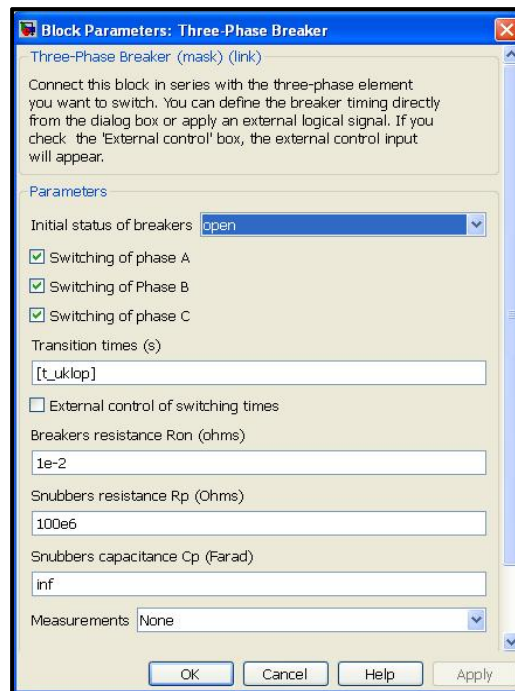 Block Parameters: Three-Phase Breaker
Three-Phase Breaker (mask) (link)
Connect this block in series with the three-phase element
you want to switch. You can define the breaker timing directly
from the dialog box or apply an external logical signal. If you
check the 'External control' box, the external control input
will appear.
Parameters
Initial status of breakers open
Switching of phase A
Switching of Phase B
Switching of phase C
Transition times (s)
[t_uklop]
External control of switching times
Breakers resistance Ron (ohms)
1e-2
Snubbers resistance Rp (Ohms)
100e6
Snubbers capacitance Cp (Farad)
inf
Measurements None
OK Cancel Help Apply